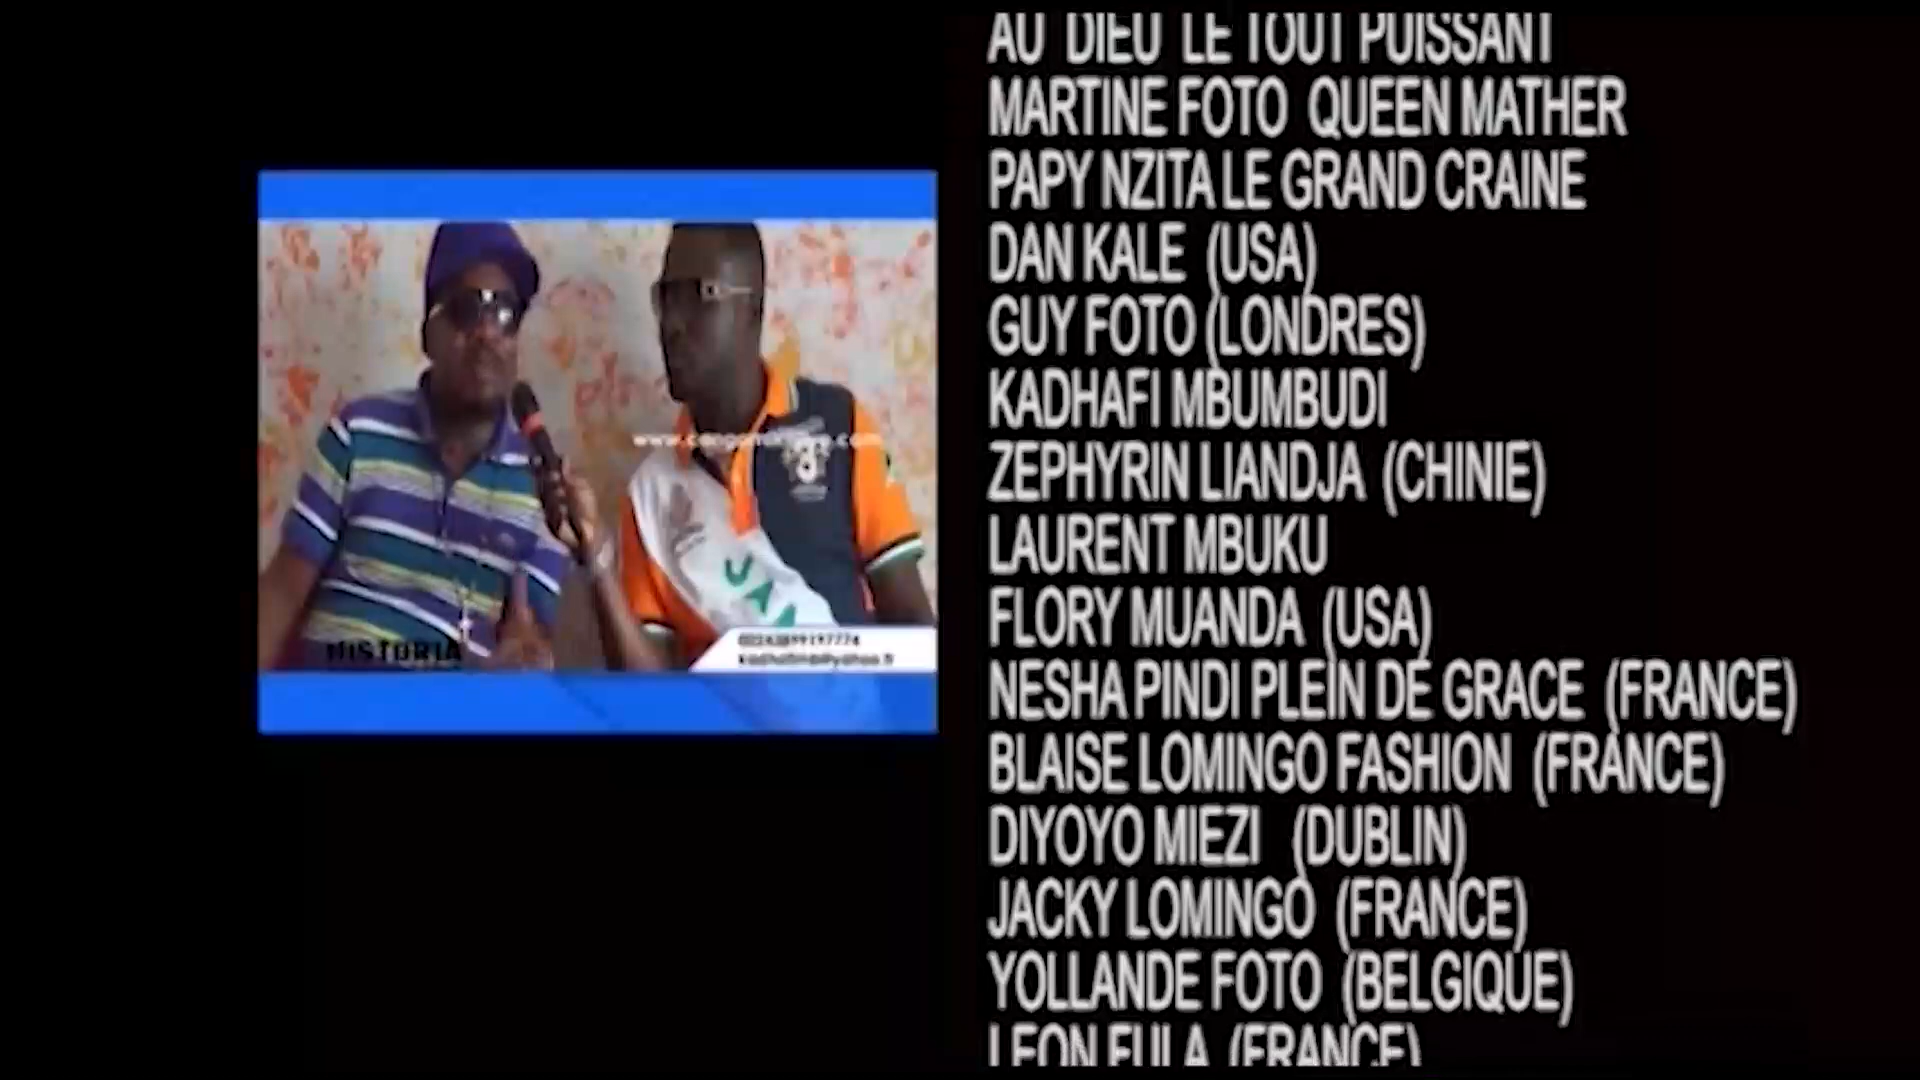 AU DIEU LE TOUT PUISSANT
MARTINE FOTO QUEEN MATHER
PAPY NZITA LE GRAND CRAINE
DAN KALE (USA)
GUY FOTO (LONDRES)
KADHAFI MBUMBUDI
ZEPHYRIN LIANDJA (CHINIE)
LAURENT MBUKU
FLORY MUANDA (USA)
NESHA PINDI PLEIN DE GRACE (FRANCE)
BLAISE LOMINGO FASHION (FRANCE)
DIYOYO MIEZI (DUBLIN)
JACKY LOMINGO (FRANCE)
YOLLANDE FOTO (BELGIQUE)
LEON EULA (FRANCE)
HISTORIA